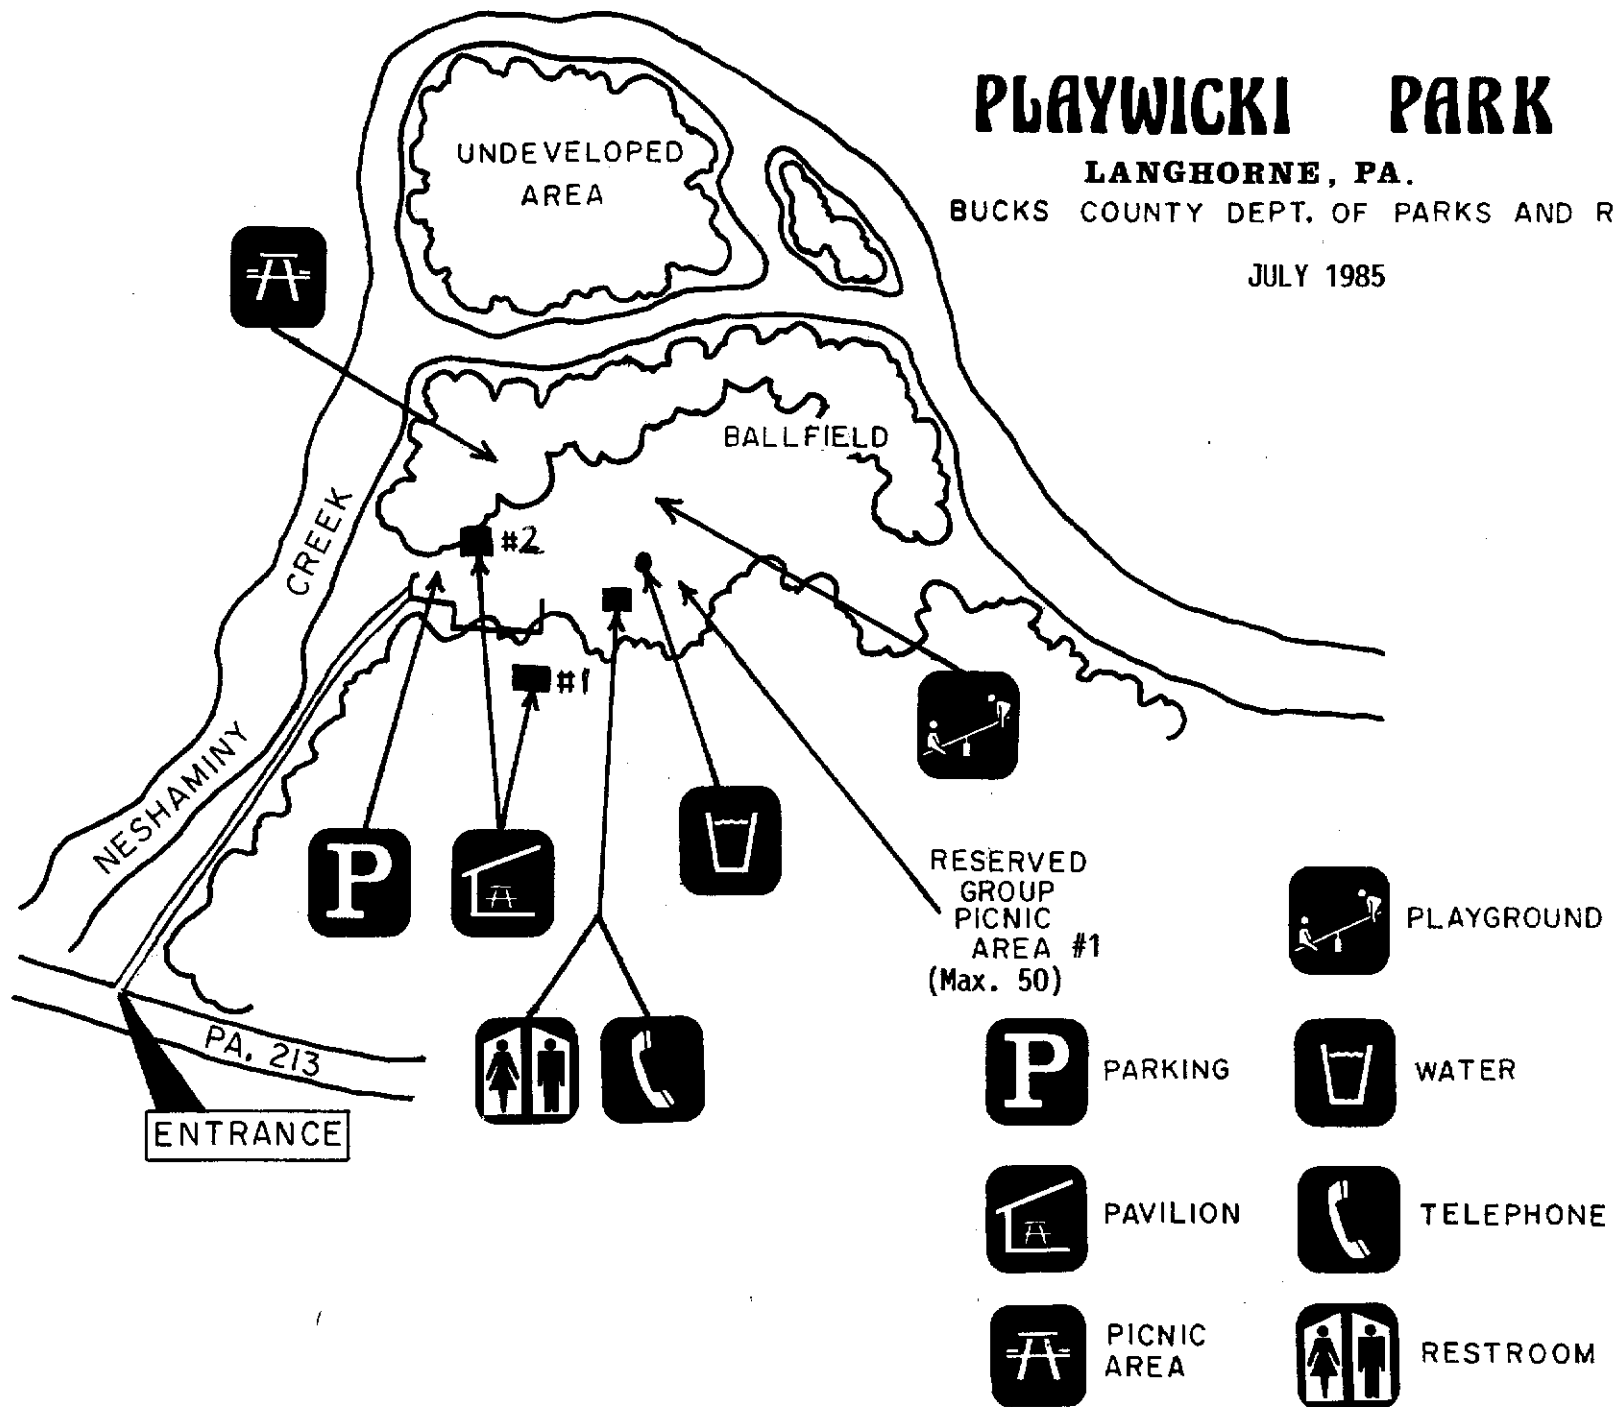 PLAYWICKI PARK
LANGHORNE, PA.
BUCKS COUNTY DEPT. OF PARKS AND R
JULY 1985
UNDEVELOPED
AREA
BALLFIELD
CREEK
#2
#1
NESHAMINY
P
RESERVED
GROUP
PICNIC
AREA #1
(Max. 50)
PA. 213
ENTRANCE
PLAYGROUND
P PARKING
WATER
PAVILION
TELEPHONE
PICNIC
AREA
RESTROOM